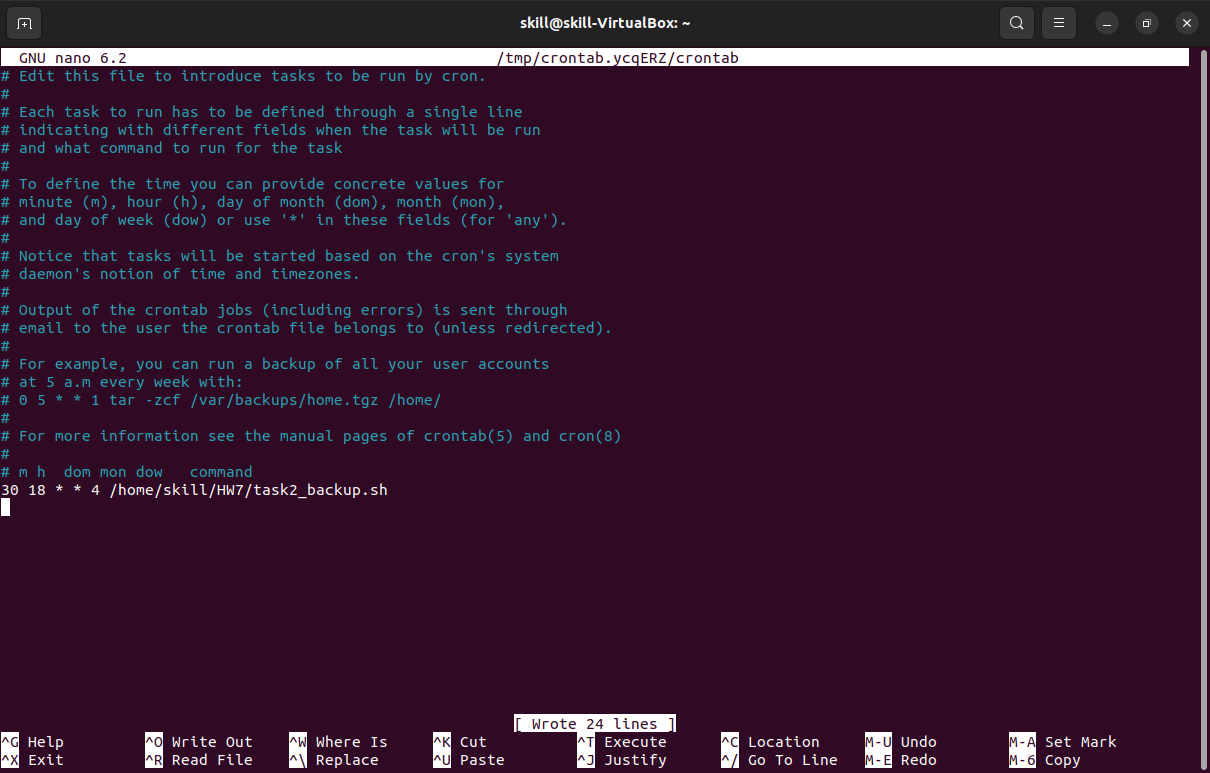 skill@skill-VirtualBox: ~
GNU nano 6.2 /tmp/crontab.ycqERZ/crontab
# Edit this file to introduce tasks to be run by cron.
#
# Each task to run has to be defined through a single line
# indicating with different fields when the task will be run
# and what command to run for the task
#
# To define the time you can provide concrete values for
# minute (m), hour (h), day of month (dom), month (mon),
# and day of week (dow) or use '*' in these fields (for 'any').
#
# Notice that tasks will be started based on the cron's system
# daemon's notion of time and timezones.
#
# Output of the crontab jobs (including errors) is sent through
# email to the user the crontab file belongs to (unless redirected).
#
# For example, you can run a backup of all your user accounts
# at 5 a.m every week with:
# 0 5 * * 1 tar -zcf /var/backups/home.tgz /home/
#
# For more information see the manual pages of crontab(5) and cron(8)
#
# m h  dom mon dow   command
30 18 * * 4 /home/skill/HW7/task2_backup.sh
[ Wrote 24 lines ]
^G Help ^O Write Out ^W Where Is ^K Cut ^T Execute ^C Location M-U Undo M-A Set Mark
^X Exit ^R Read File ^\ Replace ^U Paste ^J Justify ^/ Go To Line M-E Redo M-6 Copy